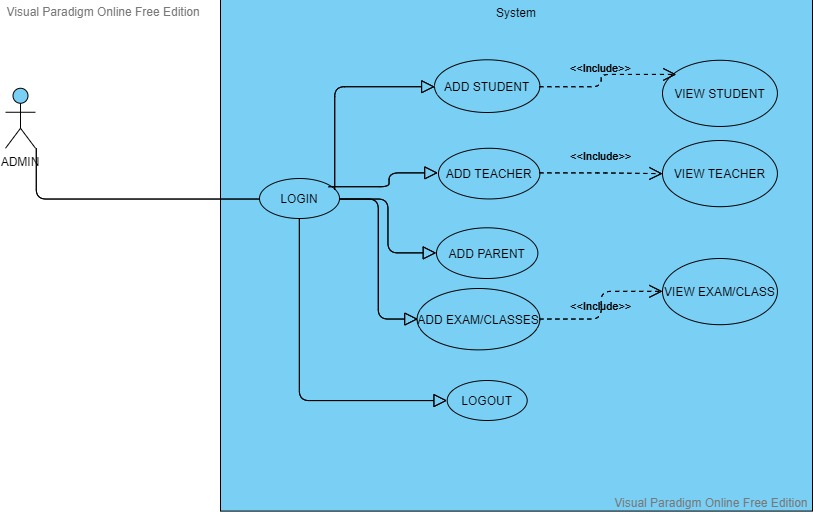 Visual Paradigm Online Free Edition
System
ADMIN
LOGIN
ADD STUDENT
<<Include>>
VIEW STUDENT
ADD TEACHER
<<Include>>
VIEW TEACHER
ADD PARENT
ADD EXAM/CLASSES
<<Include>>
VIEW EXAM/CLASS
LOGOUT
Visual Paradigm Online Free Edition